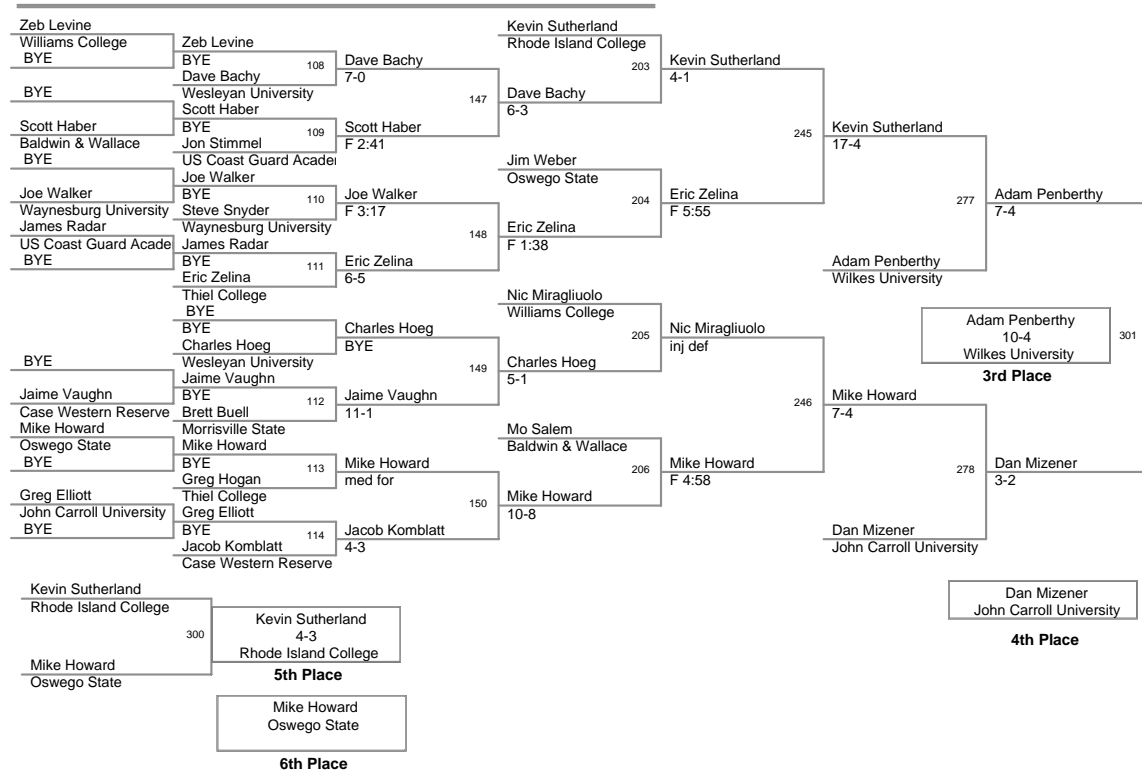 Zeb Levine
Williams College
BYE
BYE
Scott Haber
Baldwin & Wallace
BYE
Joe Walker
Waynesburg University
James Radar
US Coast Guard Acade
BYE
BYE
Jaime Vaughn
Case Western Reserve
Mike Howard
Oswego State
BYE
Greg Elliott
John Carroll University
BYE
Zeb Levine
BYE
108
Dave Bachy
Wesleyan University
Scott Haber
BYE
109
Jon Stimmel
US Coast Guard Acader
Joe Walker
BYE
110
Steve Snyder
Waynesburg University
James Radar
BYE
111
Eric Zelina
Thiel College
BYE
BYE
Charles Hoeg
Wesleyan University
Jaime Vaughn
BYE
112
Brett Buell
Morrisville State
Mike Howard
BYE
113
Greg Hogan
Thiel College
Greg Elliott
BYE
114
Jacob Komblatt
Case Western Reserve
Dave Bachy
7-0
147
Scott Haber
F 2:41
Joe Walker
F 3:17
148
Eric Zelina
6-5
Charles Hoeg
BYE
149
Jaime Vaughn
11-1
Mike Howard
med for
150
Jacob Komblatt
4-3
Kevin Sutherland
Rhode Island College
203
Dave Bachy
6-3
Jim Weber
Oswego State
204
Eric Zelina
F 1:38
Nic Miragliuolo
Williams College
205
Charles Hoeg
5-1
Mo Salem
Baldwin & Wallace
206
Mike Howard
10-8
Kevin Sutherland
4-1
245
Eric Zelina
F 5:55
Nic Miragliuolo
inj def
246
Mike Howard
F 4:58
Kevin Sutherland
17-4
277
Adam Penberthy
Wilkes University
Mike Howard
7-4
278
Dan Mizener
John Carroll University
Adam Penberthy
7-4
Adam Penberthy
10-4
Wilkes University
301
3rd Place
Dan Mizener
3-2
Dan Mizener
John Carroll University
4th Place
Kevin Sutherland
Rhode Island College
300
Mike Howard
Oswego State
Kevin Sutherland
4-3
Rhode Island College
5th Place
Mike Howard
Oswego State
6th Place